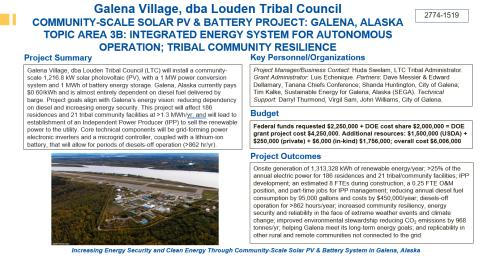 Galena Village, dba Louden Tribal Council
2774-1519
COMMUNITY-SCALE SOLAR PV & BATTERY PROJECT: GALENA, ALASKA
TOPIC AREA 3B: INTEGRATED ENERGY SYSTEM FOR AUTONOMOUS
OPERATION; TRIBAL COMMUNITY RESILIENCE
Project Summary
Galena Village, dba Louden Tribal Council (LTC) will install a community-
scale, 1,216.8 kW solar photovoltaic (PV), with a 1 MW power conversion
system and 1 MWh of battery energy storage. Galena, Alaska currently pays
$0.60/kWh and is almost entirely dependent on diesel fuel delivered by
barge. Project goals align with Galena's energy vision: reducing dependency
on diesel and increasing energy security. This project will affect 186
residences and 21 tribal/community facilities at >1.3 MWh/yr, and will lead to
establishment of an Independent Power Producer (IPP) to sell the renewable
power to the utility. Core technical components will be grid-forming power
electronic inverters and a microgrid controller, coupled with a lithium-ion
battery, that will allow for periods of diesels-off operation (>862 hr/yr).
Key Personnel/Organizations
Project Manager/Business Contact: Huda Seelam, LTC Tribal Administrator.
Grant Administrator: Luis Echenique. Partners: Dave Messier & Edward
Dellamary, Tanana Chiefs Conference; Shanda Huntington, City of Galena;
Tim Kalke, Sustainable Energy for Galena, Alaska (SEGA). Technical
Support: Darryl Thurmond, Virgil Sam, John Williams, City of Galena.
Budget
Federal funds requested $2,250,000 + DOE cost share $2,000,000 = DOE
grant project cost $4,250,000. Additional resources: $1,500,000 (USDA) +
$250,000 (private) + $6,000 (in-kind) $1,756,000; overall cost $6,006,000
Project Outcomes
Onsite generation of 1,313,328 kWh of renewable energy/year; >25% of the
annual electric power for 186 residences and 21 tribal/community facilities; IPP
development; an estimated 8 FTEs during construction, a 0.25 FTE O&M
position, and part-time jobs for IPP management; reducing annual diesel fuel
consumption by 95,000 gallons and costs by $450,000/year; diesels-off
operation for >862 hours/year; increased community resilience, energy
security and reliability in the face of extreme weather events and climate
change; improved environmental stewardship reducing CO2 emissions by 968
tonnes/yr; helping Galena meet its long-term energy goals; and replicability in
other rural and remote communities not connected to the grid
Increasing Energy Security and Clean Energy Through Community-Scale Solar PV & Battery System in Galena, Alaska